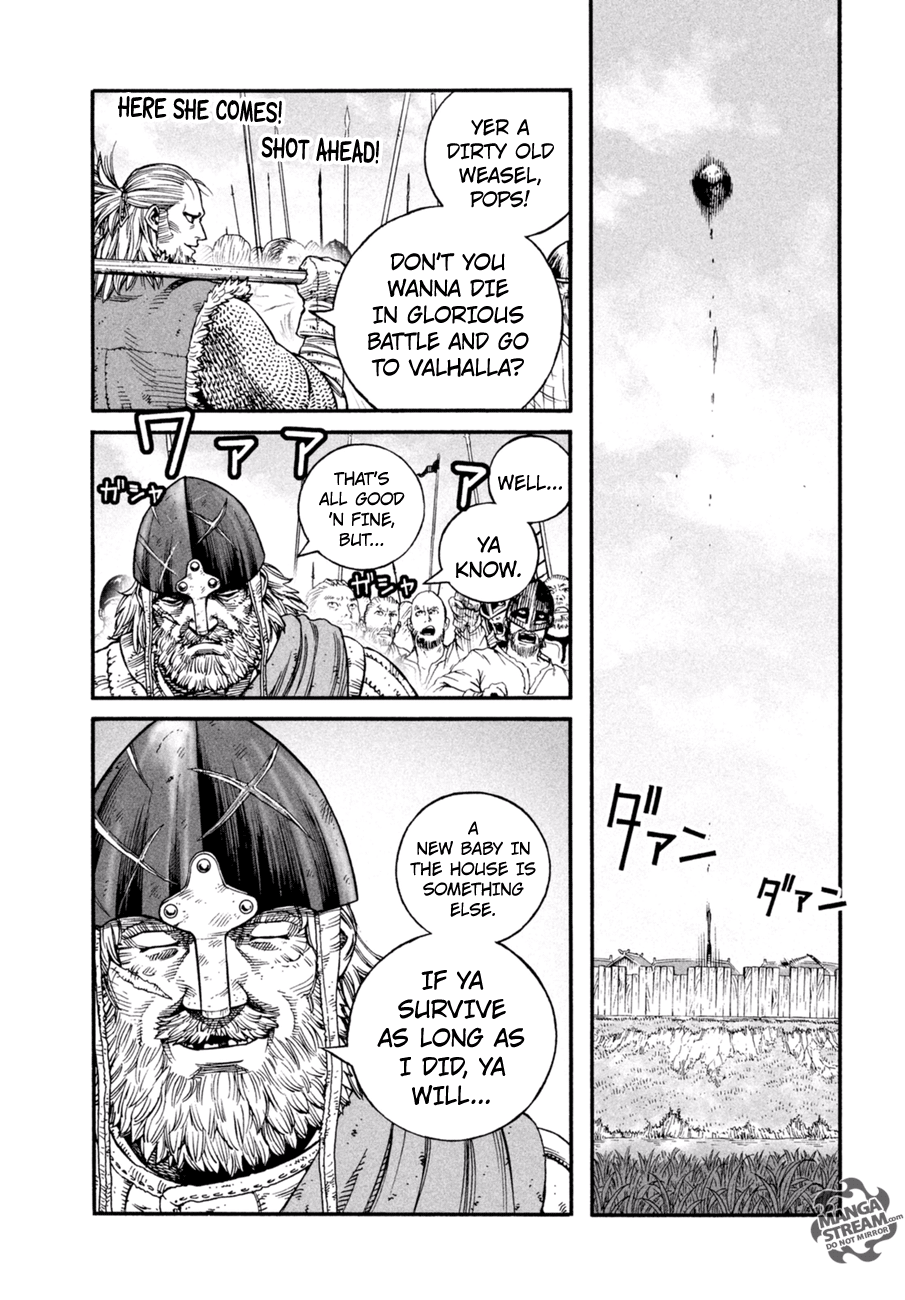 ダァン
ダァン
HERE SHE COMES!
SHOT AHEAD!
YER A
DIRTY OLD
WEASEL,
POPS!
DON'T YOU
WANNA DIE
IN GLORIOUS
BATTLE AND GO
TO VALHALLA?
ワァァァ
WELL...
YA
KNOW.
THAT'S
ALL GOOD
'N FINE,
BUT...
ガシャ
ガシャ
A
NEW BABY IN
THE HOUSE IS
SOMETHING
ELSE.
IF YA
SURVIVE
AS LONG AS
I DID, YA
WILL...
MANGA
STREAM.com
DO NOT MIRROR